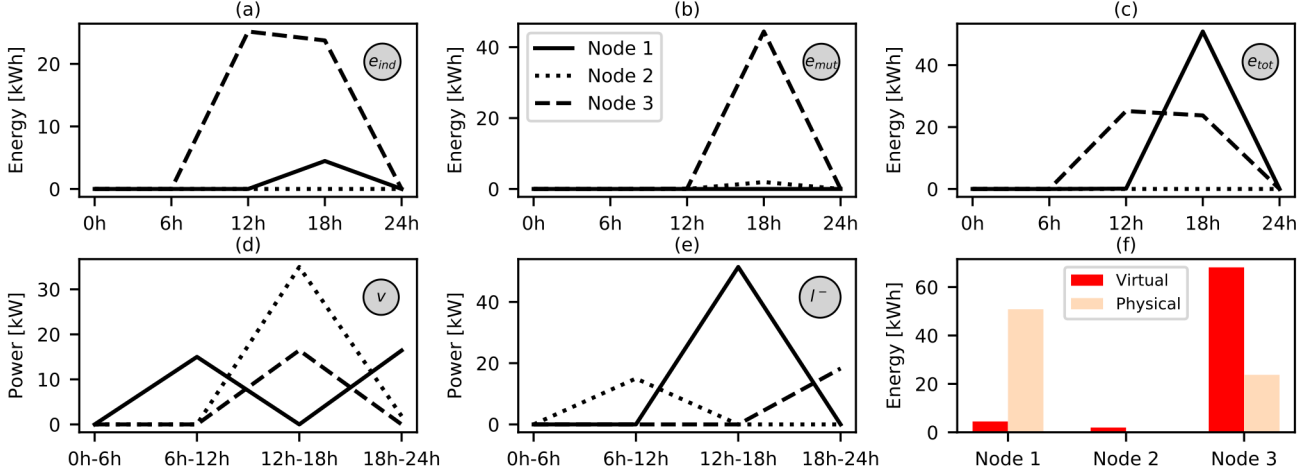 (a)
Energy [kWh]
20
10
0
0h 6h 12h 18h 24h
e_ind
(b)
Energy [kWh]
40
20
0
0h 6h 12h 18h 24h
Node 1
Node 2
Node 3
e_mut
(c)
Energy [kWh]
40
20
0
0h 6h 12h 18h 24h
e_tot
(d)
Power [kW]
30
20
10
0
0h-6h 6h-12h 12h-18h 18h-24h
v
(e)
Power [kW]
40
20
0
0h-6h 6h-12h 12h-18h 18h-24h
l⁻
(f)
Energy [kWh]
60
40
20
0
Node 1 Node 2 Node 3
Virtual
Physical